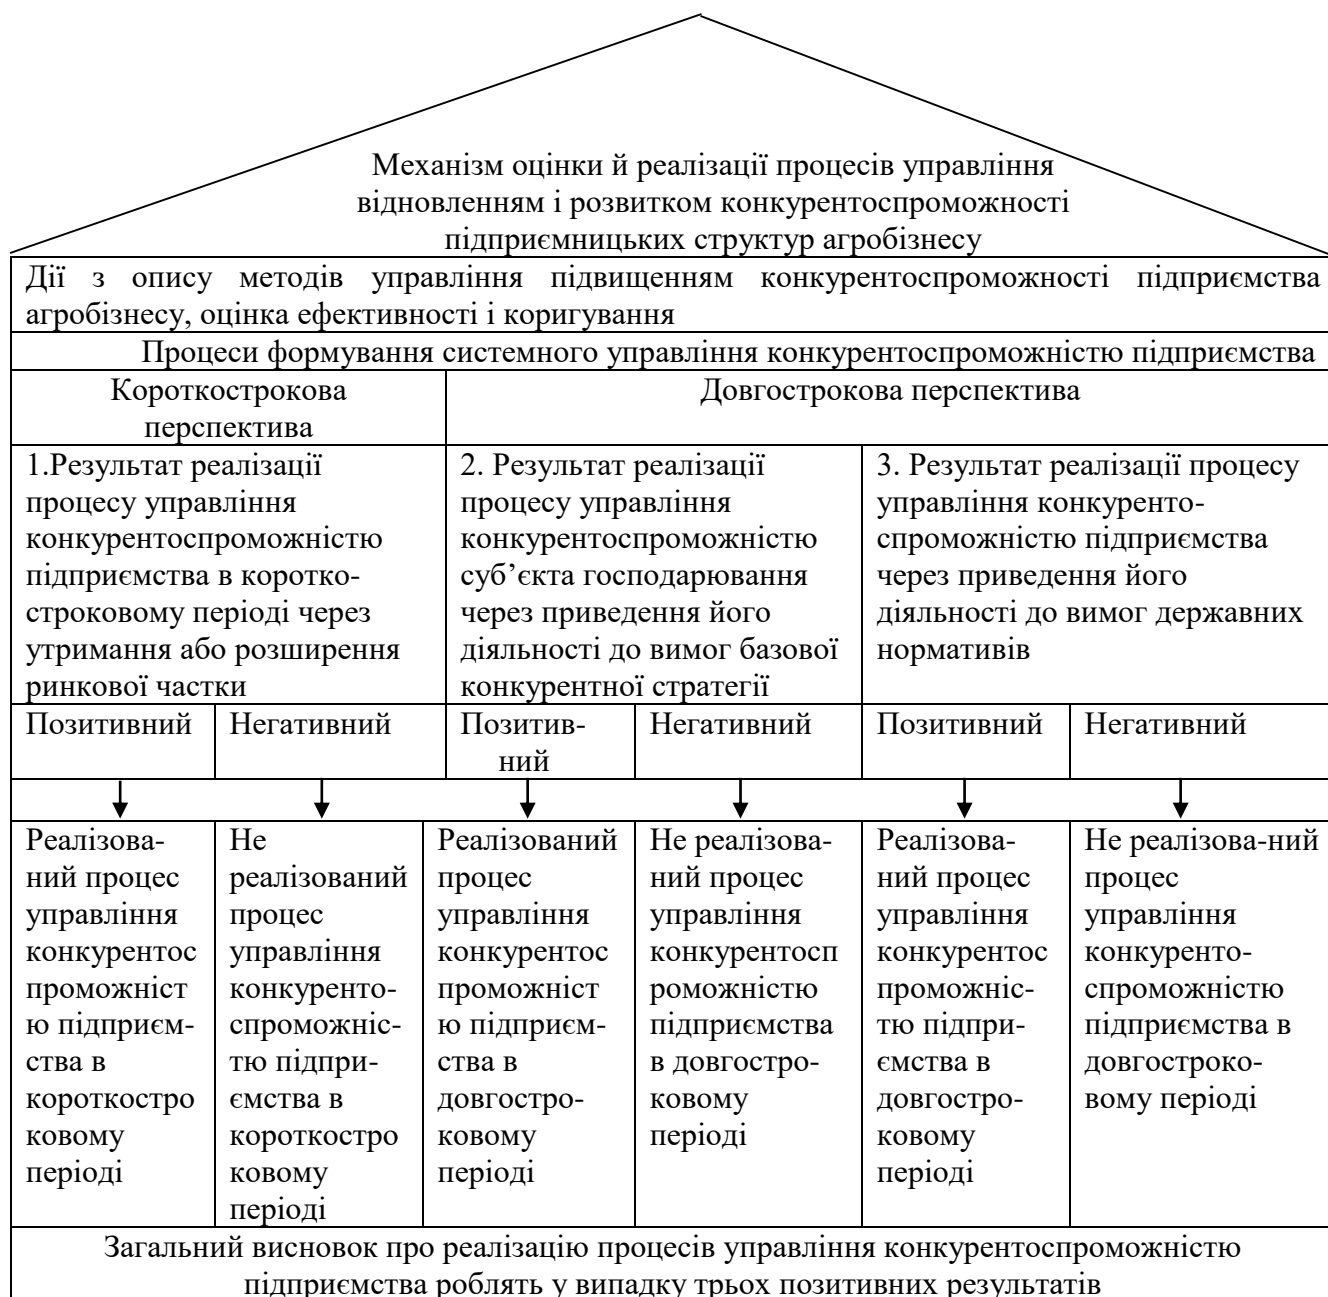 Механізм оцінки й реалізації процесів управління
відновленням і розвитком конкурентоспроможності
підприємницьких структур агробізнесу
Дії з опису методів управління підвищенням конкурентоспроможності підприємства
агробізнесу, оцінка ефективності і коригування
Процеси формування системного управління конкурентоспроможністю підприємства
Короткострокова
перспектива
Довгострокова перспектива
1.Результат реалізації
процесу управління
конкурентоспроможністю
підприємства в коротко-
строковому періоді через
утримання або розширення
ринкової частки
2. Результат реалізації
процесу управління
конкурентоспроможністю
суб’єкта господарювання
через приведення його
діяльності до вимог базової
конкурентної стратегії
3. Результат реалізації процесу
управління конкуренто-
спроможністю підприємства
через приведення його
діяльності до вимог державних
нормативів
Позитивний
Негативний
Позитив-
ний
Негативний
Позитивний
Негативний
Реалізова-
ний процес
управління
конкурентос
проможніст
ю підприєм-
ства в
короткостро
ковому
періоді
Не
реалізований
процес
управління
конкуренто-
спроможніс-
тю підпри-
ємства в
короткостро
ковому
періоді
Реалізований
процес
управління
конкурентос
проможніст
ю підприєм-
ства в
довгостро-
ковому
періоді
Не реалізова-
ний процес
управління
конкурентосп
роможністю
підприємства
в довгостро-
ковому
періоді
Реалізова-
ний процес
управління
конкурентос
проможніс-
тю підпри-
ємства в
довгостро-
ковому
періоді
Не реалізова-ний
процес
управління
конкуренто-
спроможністю
підприємства в
довгостроко-
вому періоді
Загальний висновок про реалізацію процесів управління конкурентоспроможністю
підприємства роблять у випадку трьох позитивних результатів